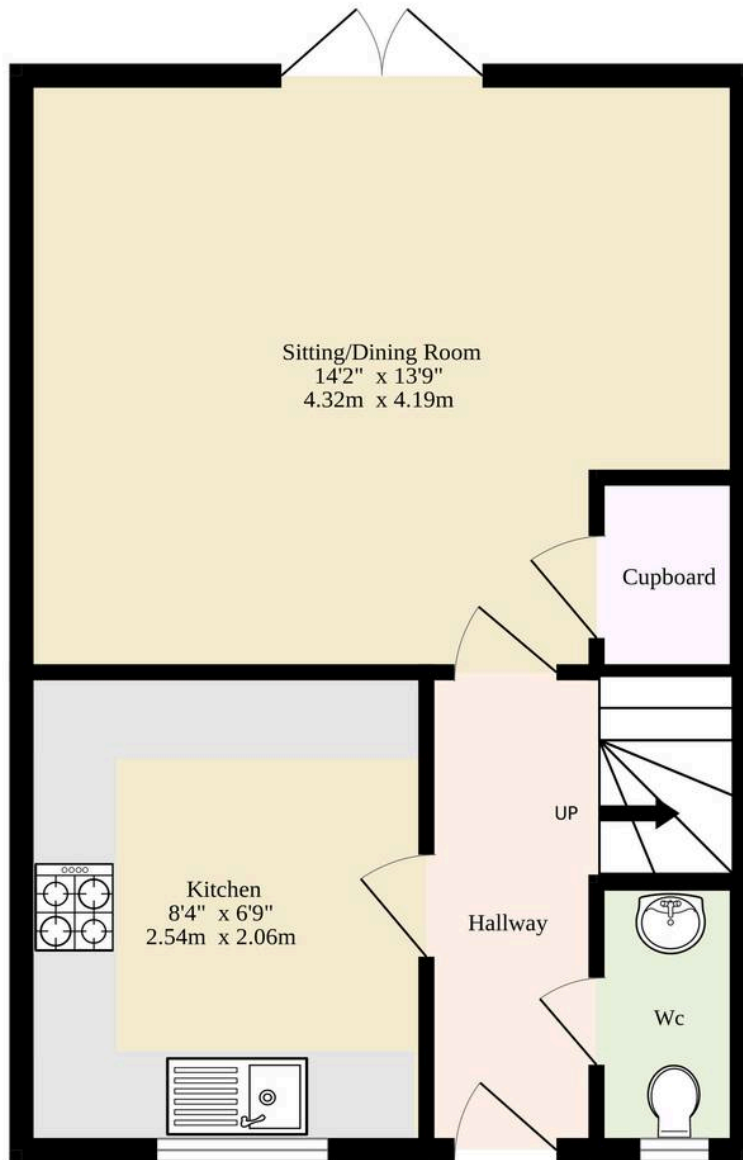 Sitting/Dining Room
14'2" x 13'9"
4.32m x 4.19m
Cupboard
UP
Kitchen
8'4" x 6'9"
2.54m x 2.06m
Hallway
Wc